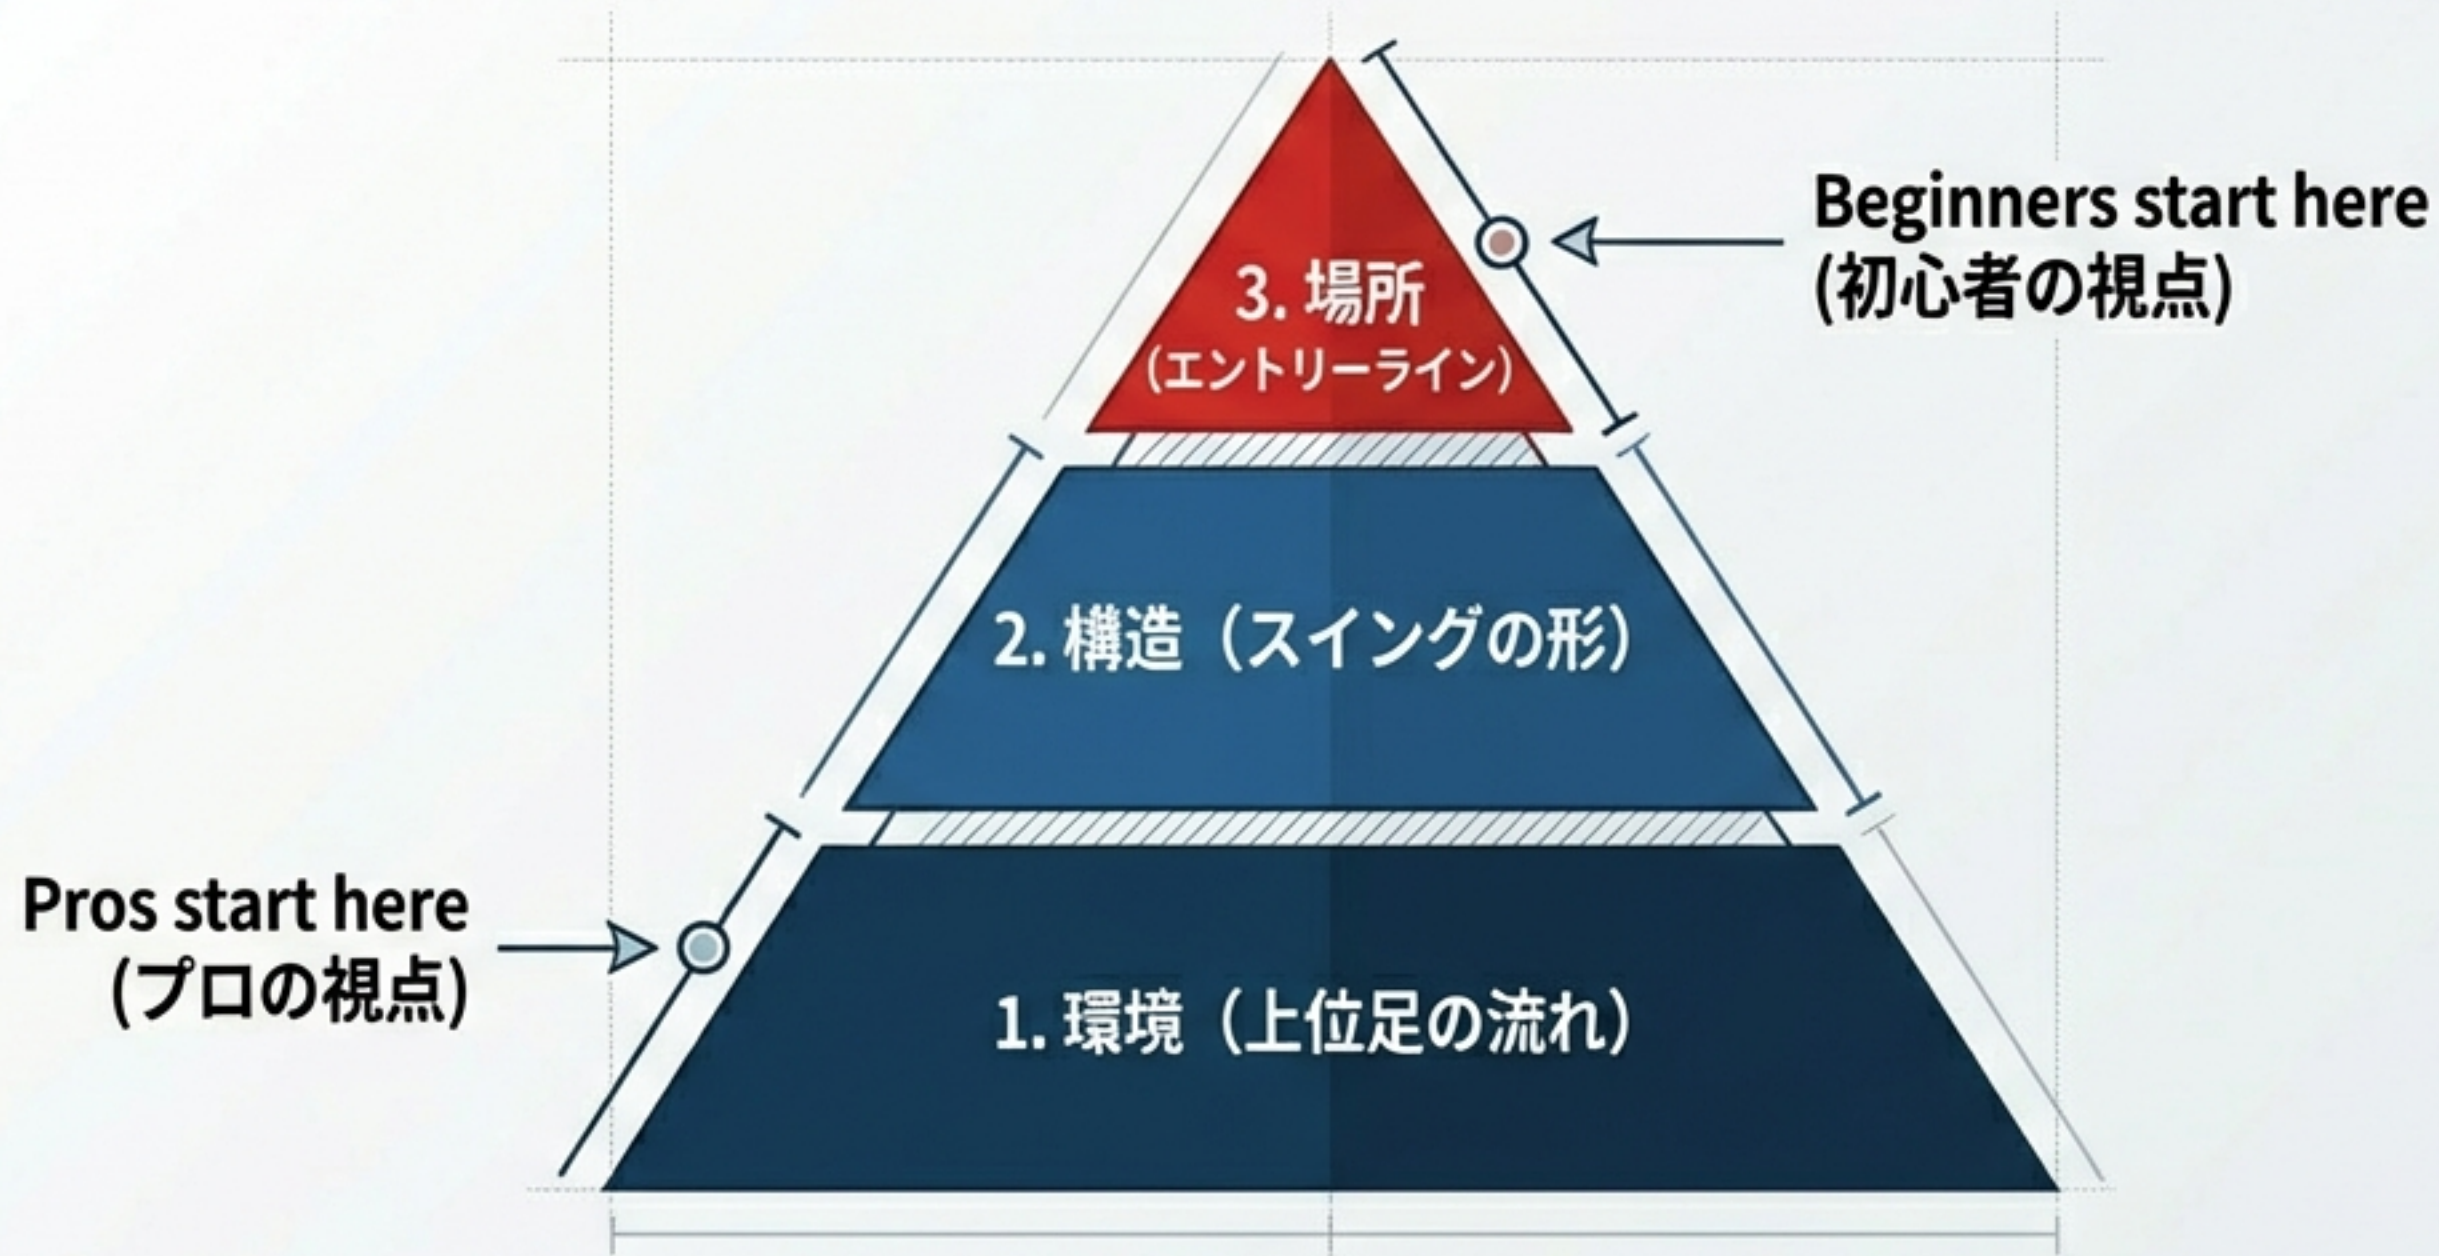 Beginners start here
(初心者の視点)
3. 場所
(エントリーライン)
2. 構造（スイングの形）
Pros start here
(プロの視点)
1. 環境（上位足の流れ）